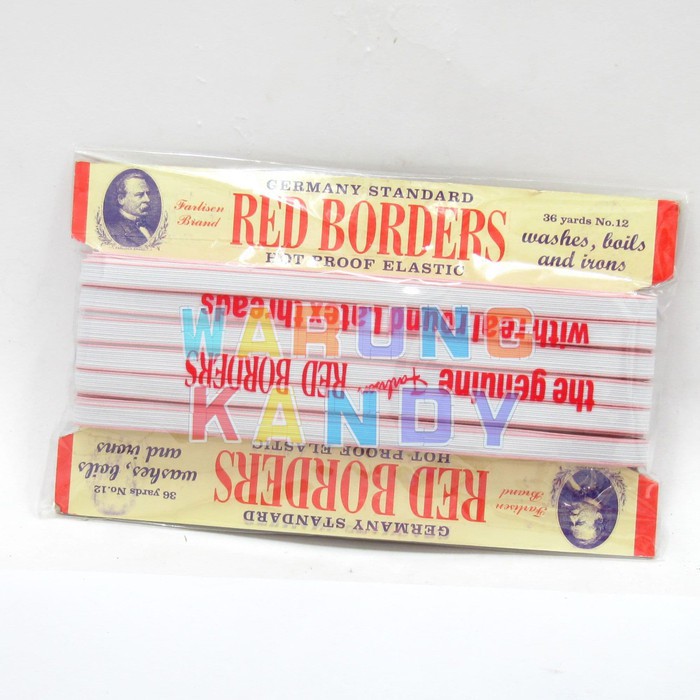 GERMANY STANDARD
Farlisen
Brand
RED BORDERS
36 yards No.12
washes, boils
and irons
HOT PROOF ELASTIC
with real round Latex threads
WARUNG
the genuine Farlisen RED BORDERS
KANDY
HOT PROOF ELASTIC
washes, boils
and irons
36 yards No.12
RED BORDERS
Farlisen
Brand
GERMANY STANDARD